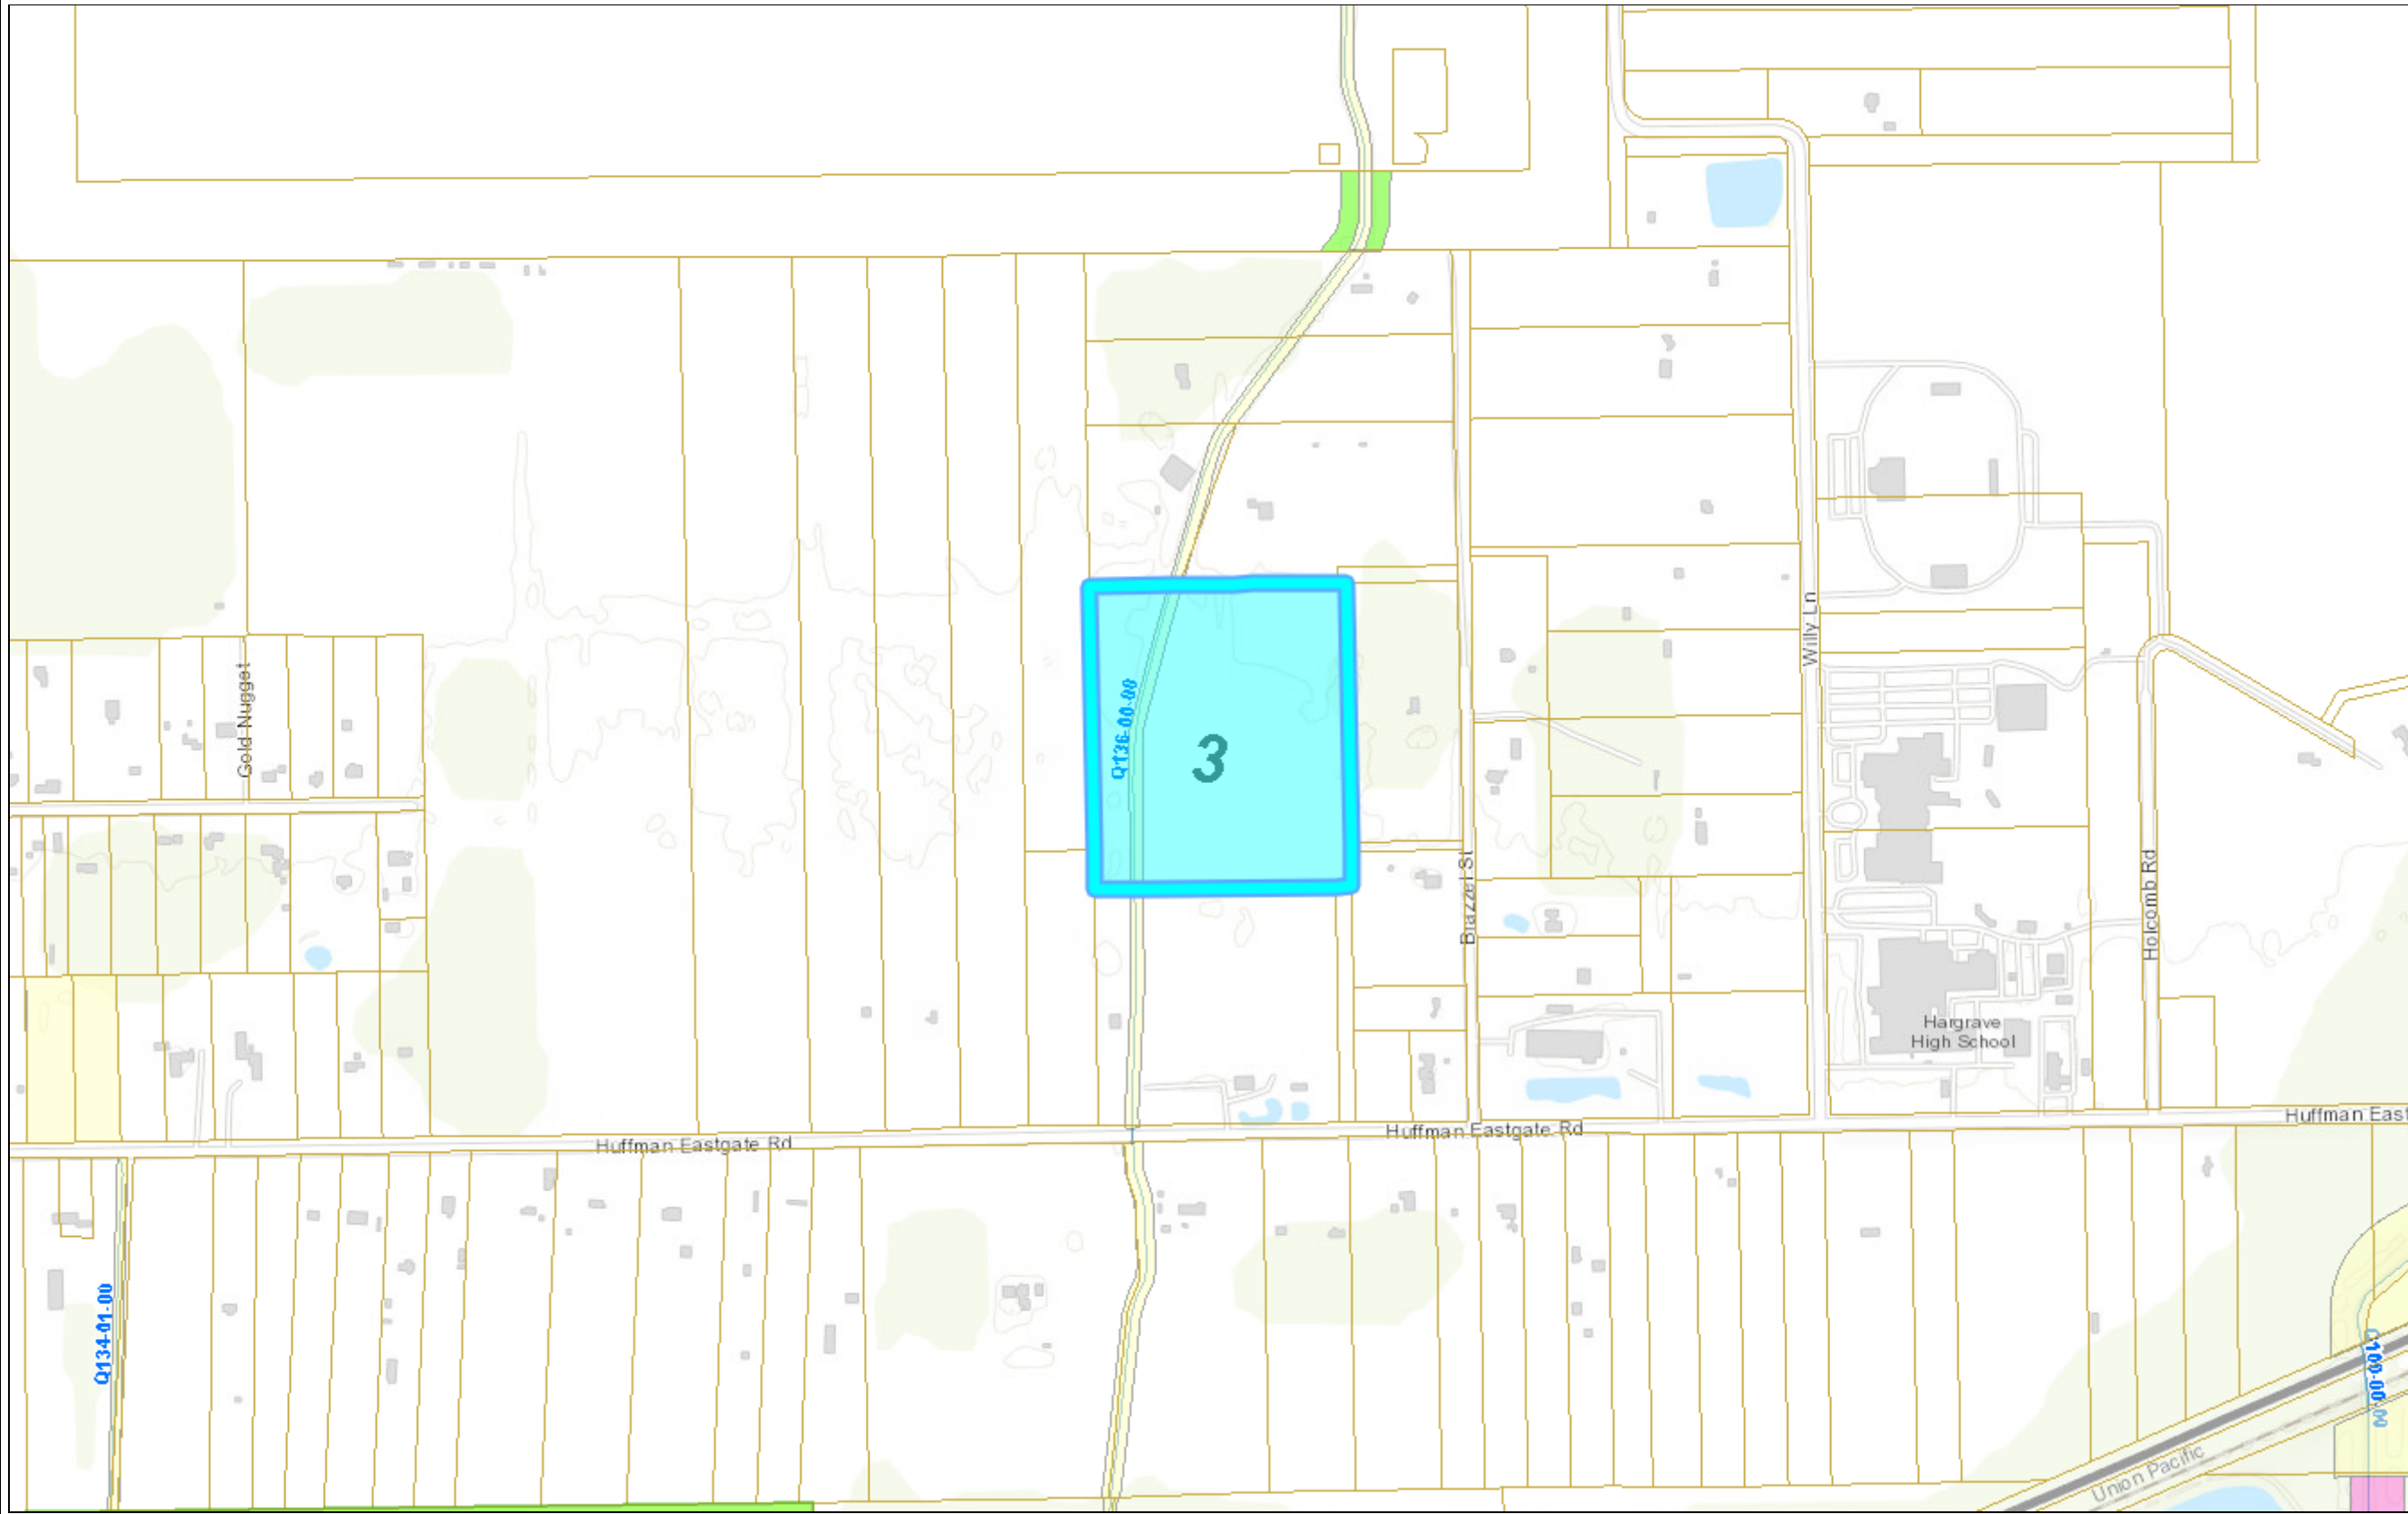 Willy Ln
Gold Nugget
Q136-00-00
3
Brazzel St
Holcomb Rd
Hargrave
High School
Huffman East
Huffman Eastgate Rd
Huffman Eastgate Rd
Q134-01-00
Q100-00-00
Union Pacific